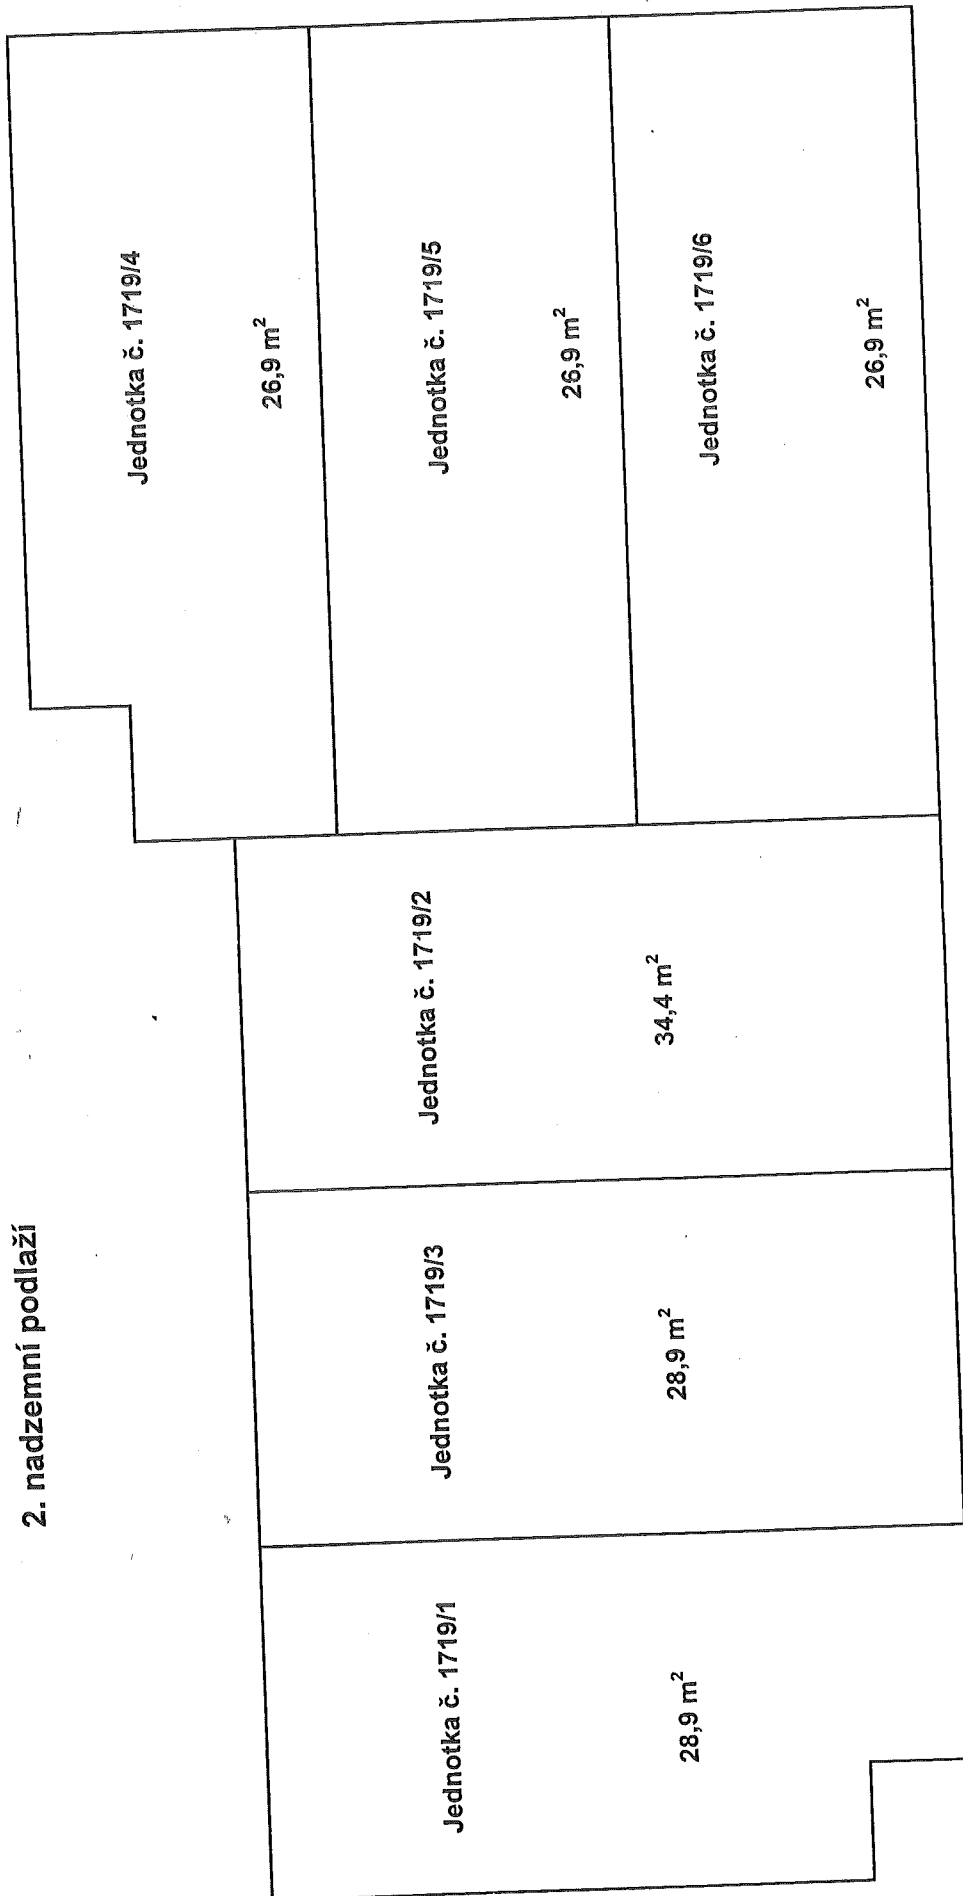 2. nadzemní podlaží
Jednotka č. 1719/1
28,9 m²
Jednotka č. 1719/3
28,9 m²
Jednotka č. 1719/2
34,4 m²
Jednotka č. 1719/4
26,9 m²
Jednotka č. 1719/5
26,9 m²
Jednotka č. 1719/6
26,9 m²